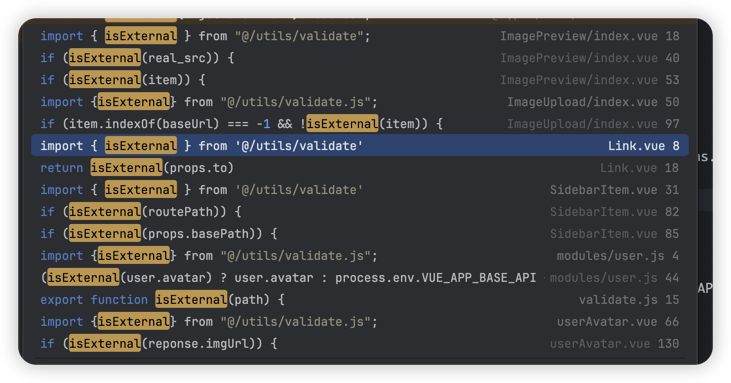 import { isExternal } from "@/utils/validate"; ImagePreview/index.vue 18
if (isExternal(real_src)) { ImagePreview/index.vue 40
if (isExternal(item)) { ImagePreview/index.vue 53
import {isExternal} from "@/utils/validate.js"; ImageUpload/index.vue 50
if (item.indexOf(baseUrl) === -1 && !isExternal(item)) { ImageUpload/index.vue 97
import { isExternal } from '@/utils/validate' Link.vue 8
return isExternal(props.to) Link.vue 18
import { isExternal } from '@/utils/validate' SidebarItem.vue 31
if (isExternal(routePath)) { SidebarItem.vue 82
if (isExternal(props.basePath)) { SidebarItem.vue 85
import {isExternal} from "@/utils/validate.js"; modules/user.js 4
(isExternal(user.avatar) ? user.avatar : process.env.VUE_APP_BASE_API modules/user.js 44
export function isExternal(path) { validate.js 15
import {isExternal} from "@/utils/validate.js"; userAvatar.vue 66
if (isExternal(reponse.imgUrl)) { userAvatar.vue 130